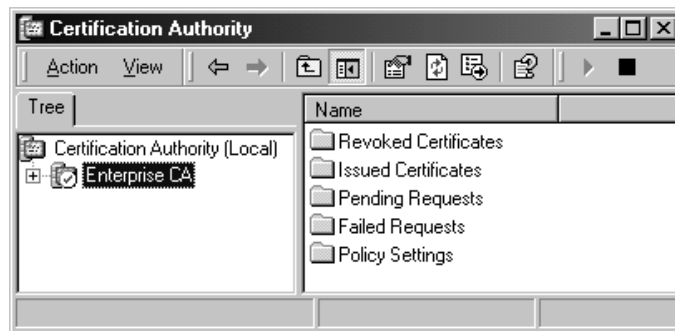 Certification Authority
Action View
Tree
Name
Certification Authority (Local)
Enterprise CA
Revoked Certificates
Issued Certificates
Pending Requests
Failed Requests
Policy Settings